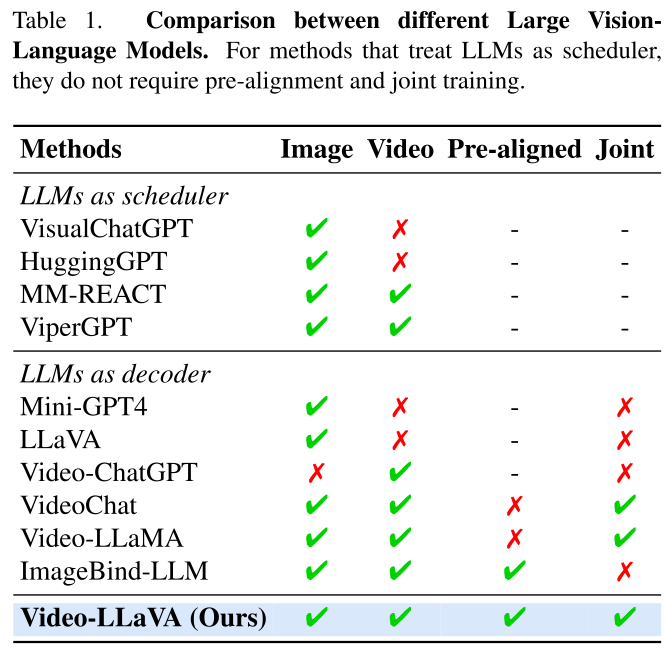 Table 1. Comparison between different Large Vision-
Language Models. For methods that treat LLMs as scheduler,
they do not require pre-alignment and joint training.
Methods Image Video Pre-aligned Joint
LLMs as scheduler
VisualChatGPT ✔ ✗ - -
HuggingGPT ✔ ✗ - -
MM-REACT ✔ ✔ - -
ViperGPT ✔ ✔ - -
LLMs as decoder
Mini-GPT4 ✔ ✗ - ✗
LLaVA ✔ ✗ - ✗
Video-ChatGPT ✗ ✔ - ✗
VideoChat ✔ ✔ ✗ ✔
Video-LLaMA ✔ ✔ ✗ ✔
ImageBind-LLM ✔ ✔ ✔ ✗
Video-LLaVA (Ours) ✔ ✔ ✔ ✔